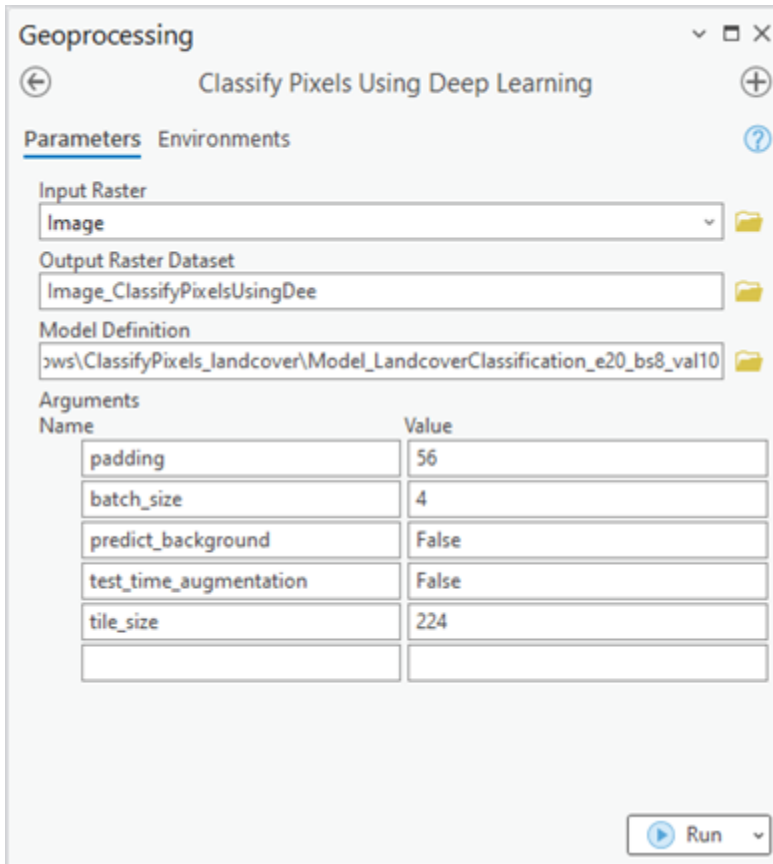 Geoprocessing
Classify Pixels Using Deep Learning
Parameters Environments
Input Raster
Image
Output Raster Dataset
Image_ClassifyPixelsUsingDee
Model Definition
ows\ClassifyPixels_landcover\Model_LandcoverClassification_e20_bs8_val10
Arguments
Name Value
padding 56
batch_size 4
predict_background False
test_time_augmentation False
tile_size 224
Run